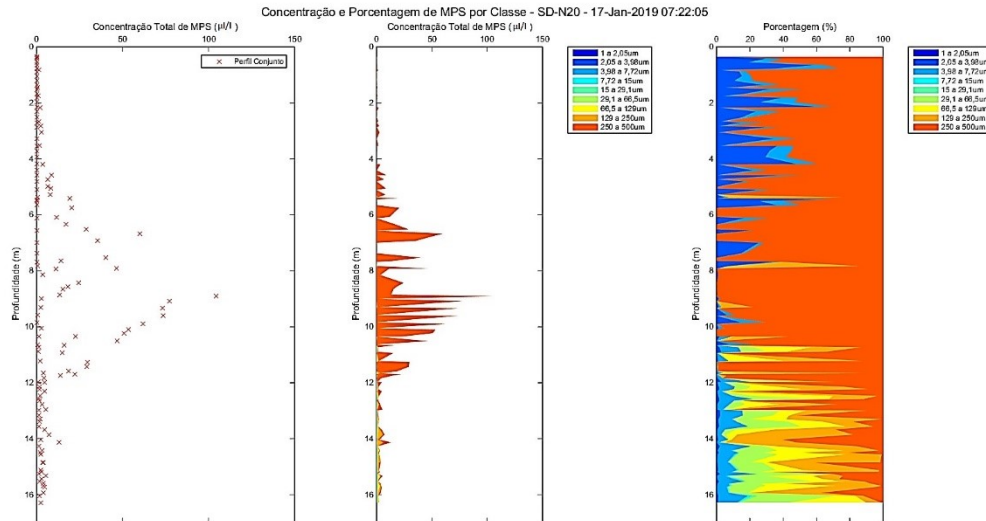 Concentração e Porcentagem de MPS por Classe - SD-N20 - 17-Jan-2019 07:22:05
Concentração Total de MPS (µl/l )
0 50 100 150
× Perfil Conjunto
Profundidade (m)
0
2
4
6
8
10
12
14
16
Concentração Total de MPS (µl/l )
0 50 100 150
1 a 2,05um
2,05 a 3,98um
3,98 a 7,72um
7,72 a 15um
15 a 29,1um
29,1 a 66,5um
66,5 a 129um
129 a 250um
250 a 500um
Profundidade (m)
0
2
4
6
8
10
12
14
16
Porcentagem (%)
0 20 40 60 80 100
1 a 2,05um
2,05 a 3,98um
3,98 a 7,72um
7,72 a 15um
15 a 29,1um
29,1 a 66,5um
66,5 a 129um
129 a 250um
250 a 500um
Profundidade (m)
0
2
4
6
8
10
12
14
16